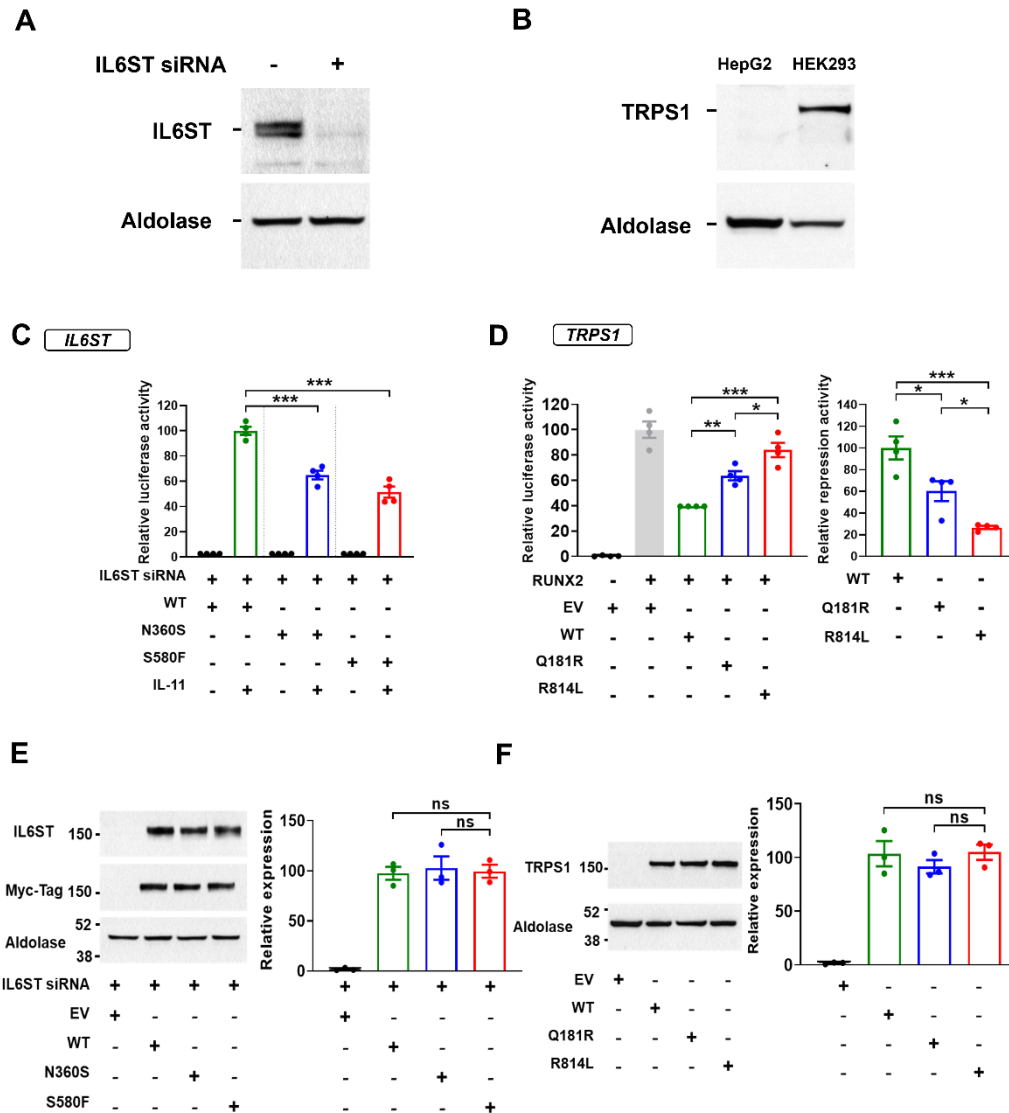 A
IL6ST siRNA - +
IL6ST -
Aldolase -
B
HepG2 HEK293
TRPS1 -
Aldolase -
C
IL6ST
Relative luciferase activity
120
100
80
60
40
20
0
***
***
IL6ST siRNA + + + + + +
WT + + - - - -
N360S - - + + - -
S580F - - - - + +
IL-11 - + - + - +
D
TRPS1
Relative luciferase activity
120
100
80
60
40
20
0
***
** *
RUNX2 - + + + +
EV + + - - -
WT - - + - -
Q181R - - - + -
R814L - - - - +
Relative repression activity
140
120
100
80
60
40
20
0
***
* *
WT + - -
Q181R - + -
R814L - - +
E
IL6ST 150 -
Myc-Tag 150 -
Aldolase 52 -
38 -
IL6ST siRNA + + + +
EV + - - -
WT - + - -
N360S - - + -
S580F - - - +
Relative expression
150
100
50
0
ns
ns
+ + + +
+ - - -
- + - -
- - + -
- - - +
F
TRPS1 150 -
Aldolase 52 -
38 -
EV + - - -
WT - + - -
Q181R - - + -
R814L - - - +
Relative expression
150
100
50
0
ns
ns
+ - - -
- + - -
- - + -
- - - +